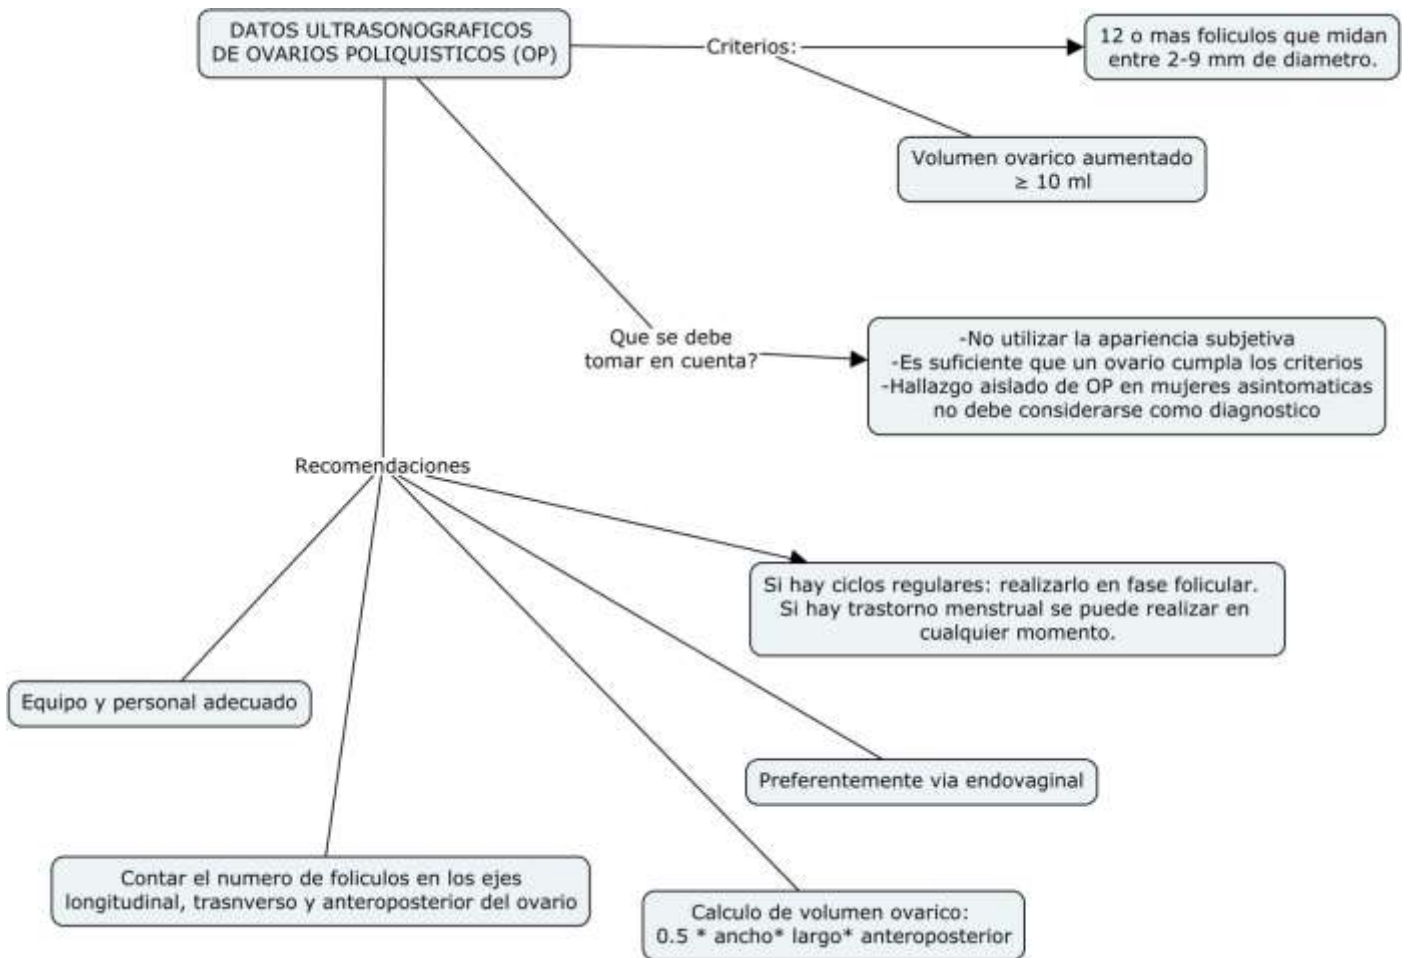 DATOS ULTRASONOGRAFICOS
DE OVARIOS POLIQUISTICOS (OP)
Criterios:
12 o mas foliculos que midan
entre 2-9 mm de diametro.
Volumen ovarico aumentado
≥ 10 ml
Que se debe
tomar en cuenta?
-No utilizar la apariencia subjetiva
-Es suficiente que un ovario cumpla los criterios
-Hallazgo aislado de OP en mujeres asintomaticas
no debe considerarse como diagnostico
Recomendaciones
Si hay ciclos regulares: realizarlo en fase folicular.
Si hay trastorno menstrual se puede realizar en
cualquier momento.
Equipo y personal adecuado
Preferentemente via endovaginal
Contar el numero de foliculos en los ejes
longitudinal, trasnverso y anteroposterior del ovario
Calculo de volumen ovarico:
0.5 * ancho* largo* anteroposterior